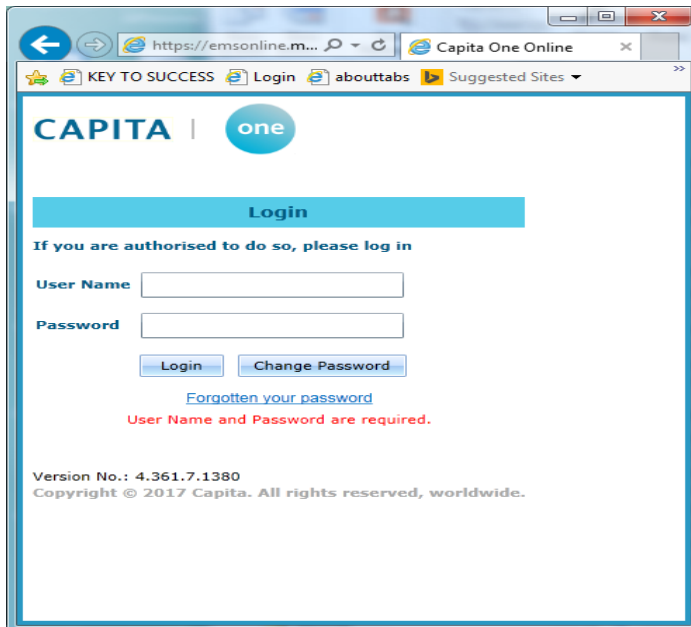 https://emsonline.m...
Capita One Online
KEY TO SUCCESS Login abouttabs Suggested Sites
CAPITA | one
Login
If you are authorised to do so, please log in
User Name
Password
Login Change Password
Forgotten your password
User Name and Password are required.
Version No.: 4.361.7.1380
Copyright © 2017 Capita. All rights reserved, worldwide.